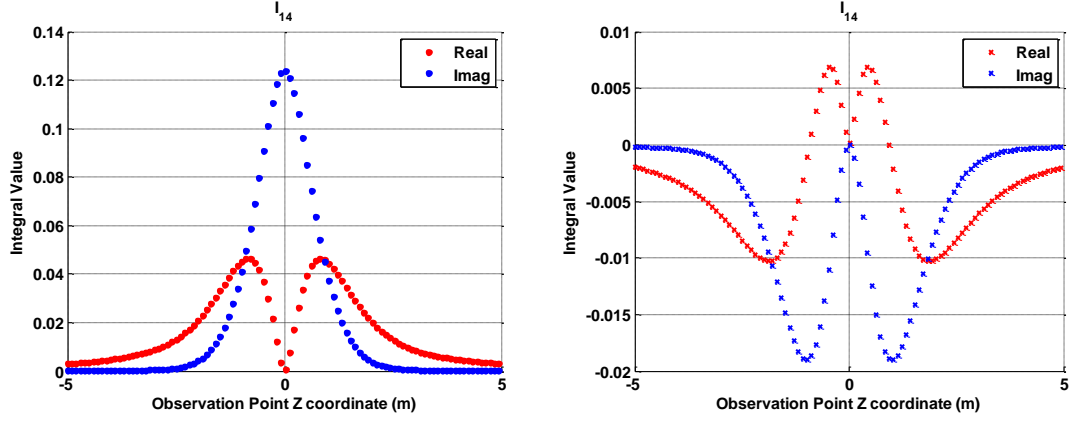 I14
0.14
0.12
0.1
0.08
0.06
0.04
0.02
0
-5
0
5
Integral Value
Observation Point Z coordinate (m)
Real
Imag
I14
0.01
0.005
0
-0.005
-0.01
-0.015
-0.02
-5
0
5
Integral Value
Observation Point Z coordinate (m)
Real
Imag